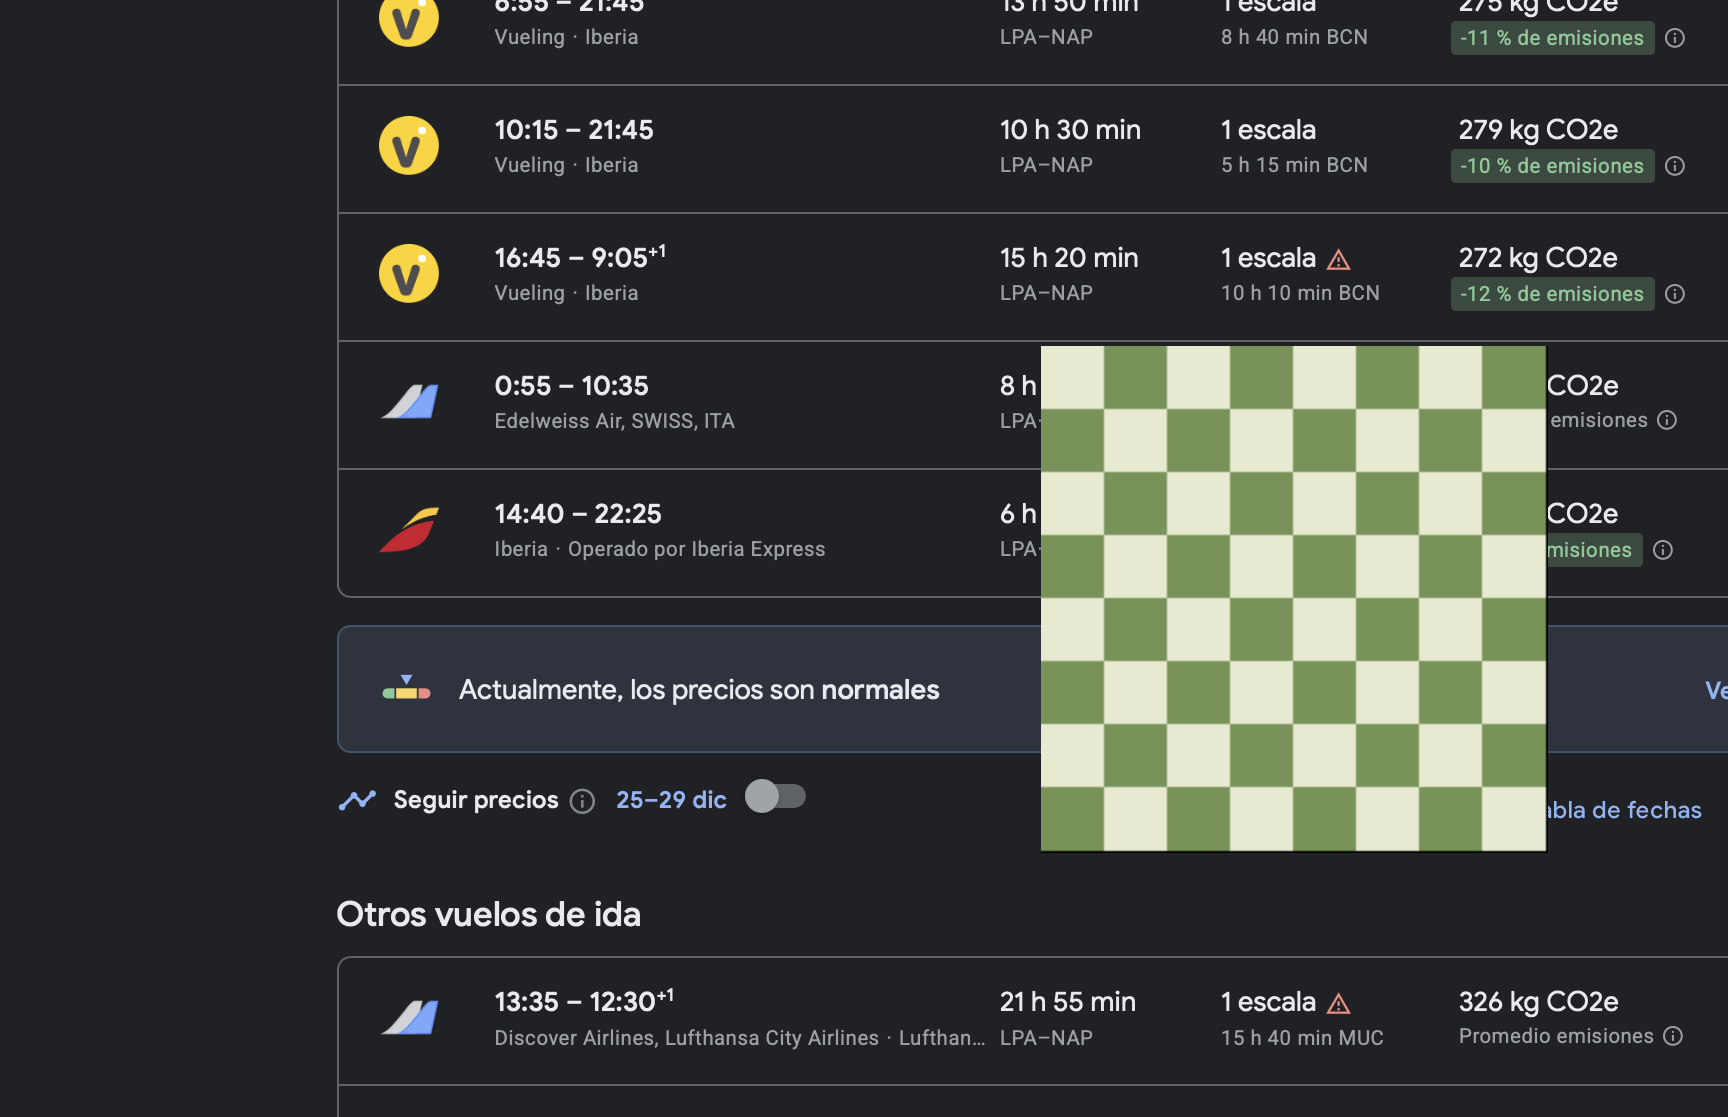 6:55 – 21:45
13 h 50 min
1 escala
275 kg CO2e
Vueling · Iberia
LPA–NAP
8 h 40 min BCN
-11 % de emisiones
10:15 – 21:45
10 h 30 min
1 escala
279 kg CO2e
Vueling · Iberia
LPA–NAP
5 h 15 min BCN
-10 % de emisiones
16:45 – 9:05+1
15 h 20 min
1 escala
272 kg CO2e
Vueling · Iberia
LPA–NAP
10 h 10 min BCN
-12 % de emisiones
0:55 – 10:35
8 h
CO2e
Edelweiss Air, SWISS, ITA
LPA-
emisiones
14:40 – 22:25
6 h
CO2e
Iberia · Operado por Iberia Express
LPA-
misiones
Actualmente, los precios son normales
Ve
Seguir precios
25–29 dic
abla de fechas
Otros vuelos de ida
13:35 – 12:30+1
21 h 55 min
1 escala
326 kg CO2e
Discover Airlines, Lufthansa City Airlines · Lufthan...
LPA–NAP
15 h 40 min MUC
Promedio emisiones